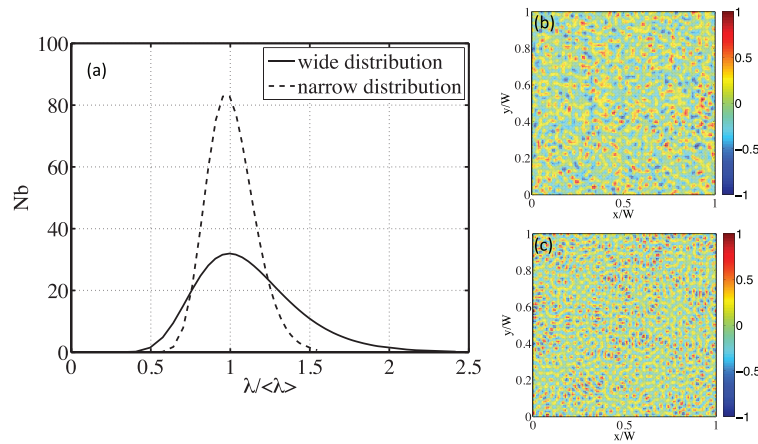 (a)
wide distribution
narrow distribution
100
80
60
40
20
0
Nb
0 0.5 1 1.5 2 2.5
λ/<λ>
(b)
1
0.8
0.6
0.4
0.2
0
y/W
0 0.5 1
x/W
1
0.5
0
−0.5
−1
(c)
1
0.8
0.6
0.4
0.2
0
y/W
0 0.5 1
x/W
1
0.5
0
−0.5
−1